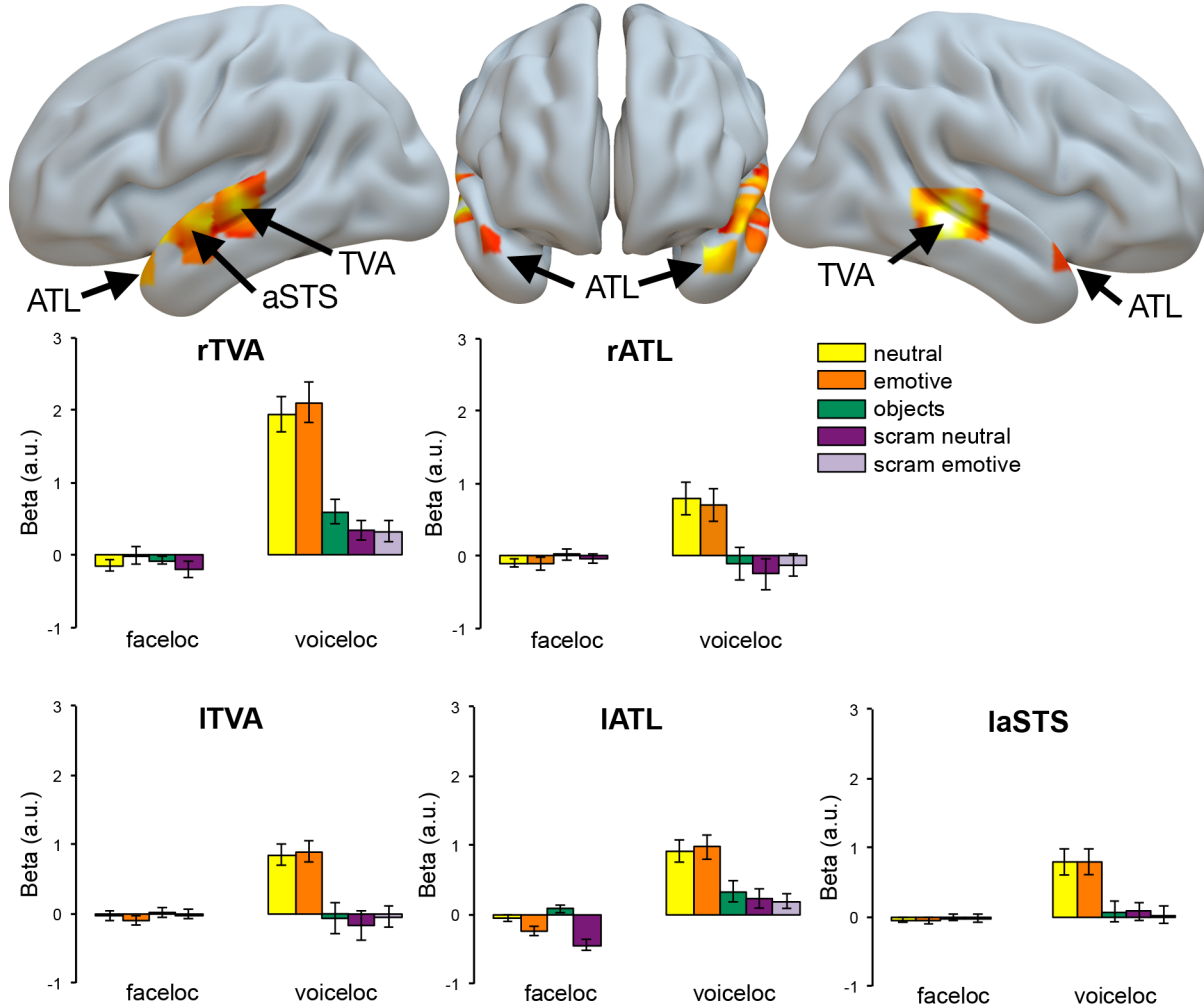 TVA
aSTS
ATL
ATL
TVA
ATL
rTVA
3
2
1
0
-1
Beta (a.u.)
faceloc
voiceloc
rATL
3
2
1
0
-1
Beta (a.u.)
faceloc
voiceloc
neutral
emotive
objects
scram neutral
scram emotive
lTVA
3
2
1
0
-1
Beta (a.u.)
faceloc
voiceloc
lATL
3
2
1
0
-1
Beta (a.u.)
faceloc
voiceloc
laSTS
3
2
1
0
-1
Beta (a.u.)
faceloc
voiceloc